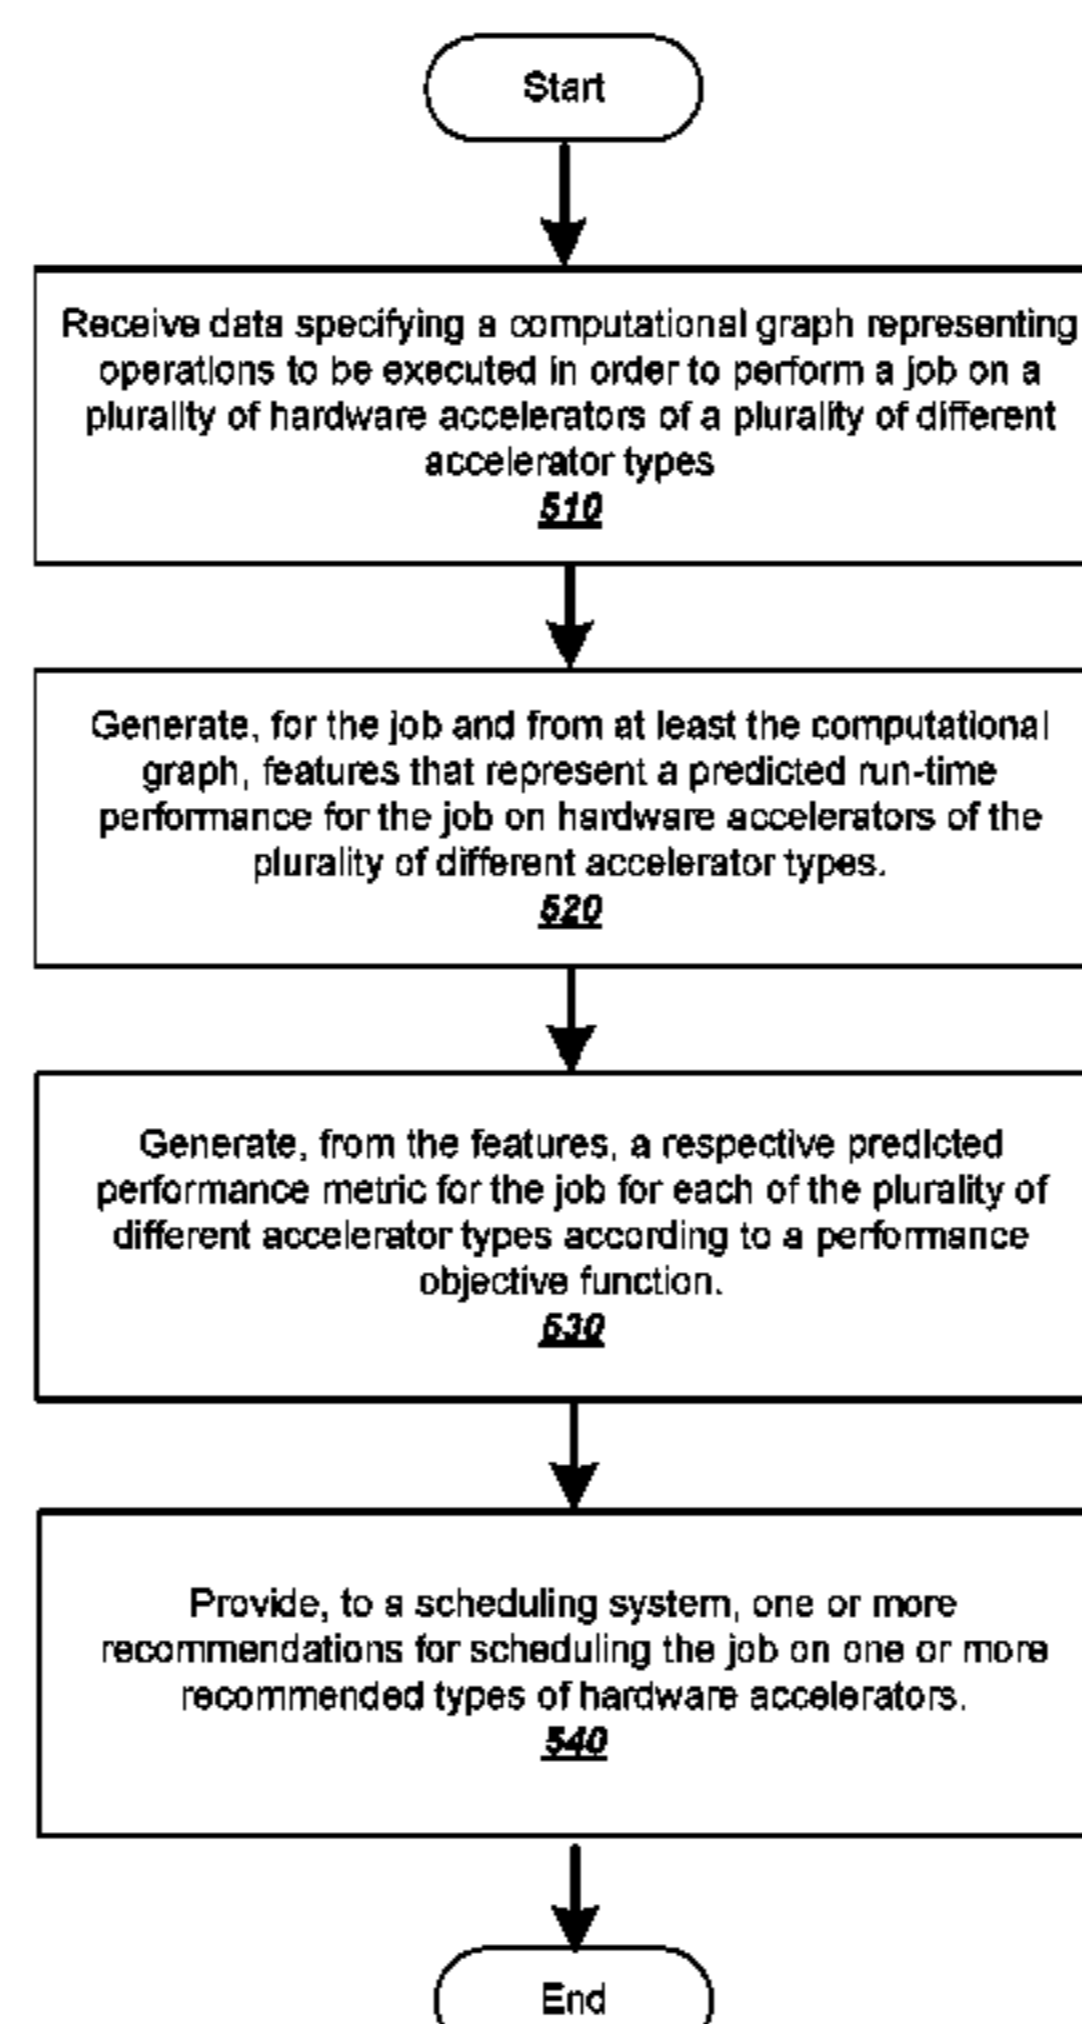 Start
Receive data specifying a computational graph representing
operations to be executed in order to perform a job on a
plurality of hardware accelerators of a plurality of different
accelerator types
510
Generate, for the job and from at least the computational
graph, features that represent a predicted run-time
performance for the job on hardware accelerators of the
plurality of different accelerator types.
520
Generate, from the features, a respective predicted
performance metric for the job for each of the plurality of
different accelerator types according to a performance
objective function.
530
Provide, to a scheduling system, one or more
recommendations for scheduling the job on one or more
recommended types of hardware accelerators.
540
End